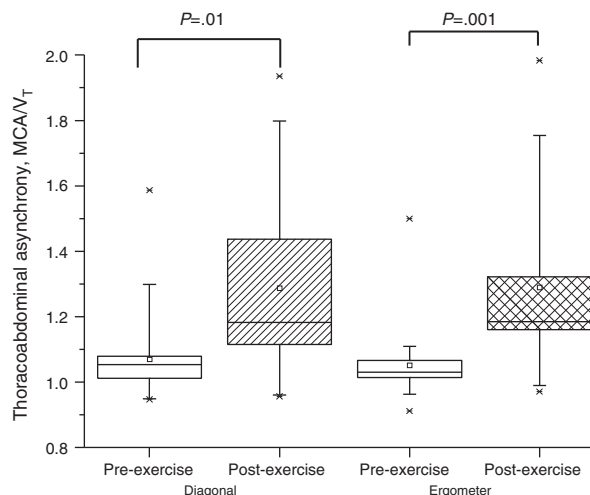 P=.01 P=.001
Thoracoabdominal asynchrony, MCA/VT
2.0
1.8
1.6
1.4
1.2
1.0
0.8
Pre-exercise Post-exercise Pre-exercise Post-exercise
Diagonal Ergometer